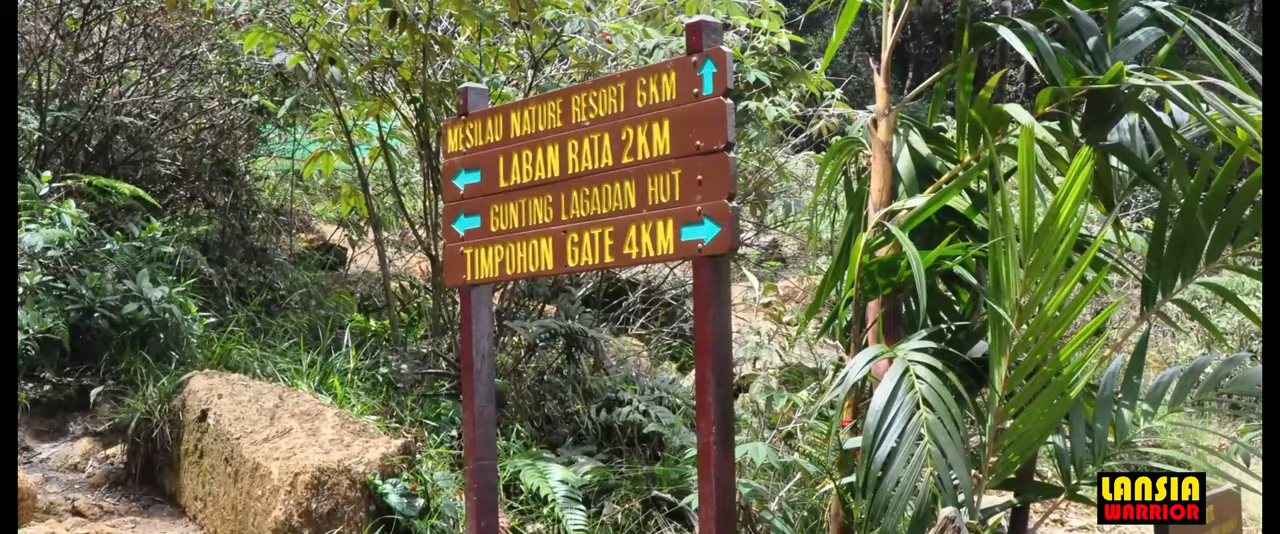 MESILAU NATURE RESORT 6KM
LABAN RATA 2KM
GUNTING LAGADAN HUT
TIMPOHON GATE 4KM
LANSIA
WARRIOR